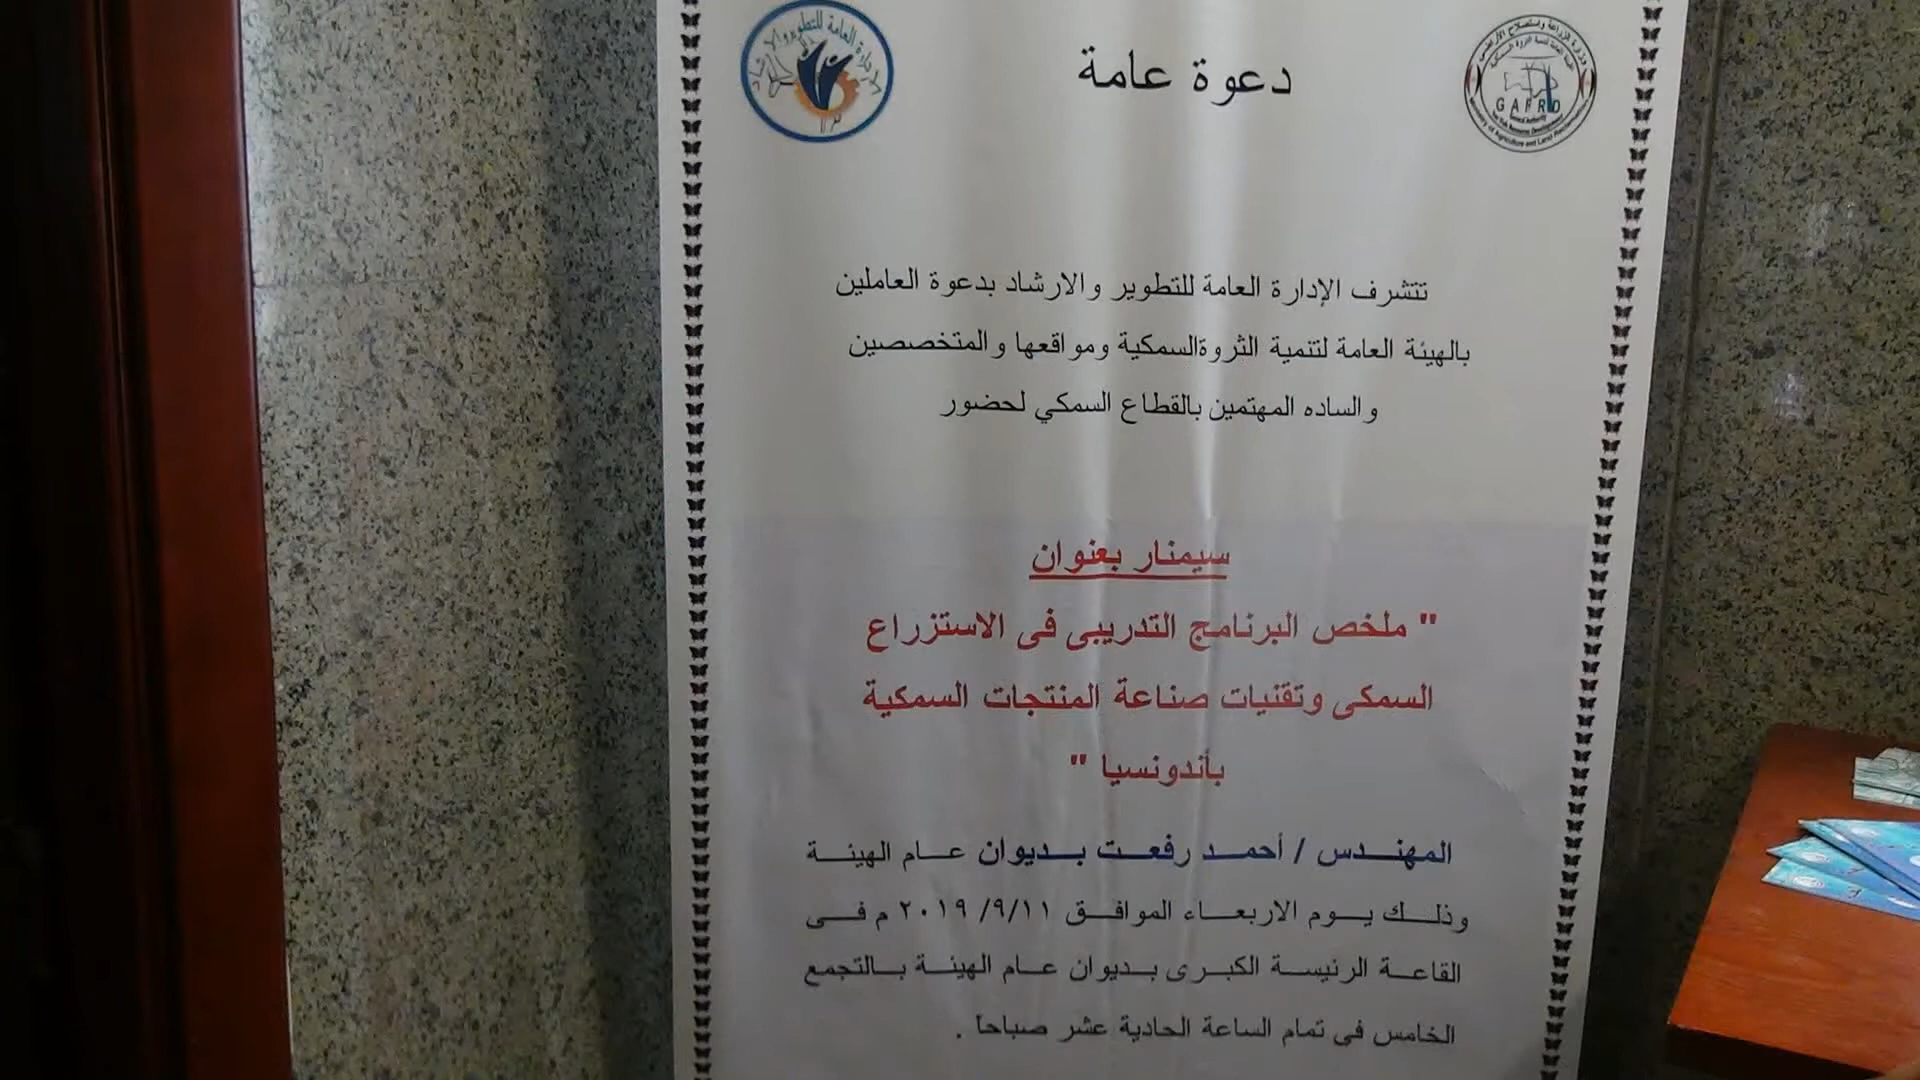 دعوة عامة
GAFRD
تتشرف الإدارة العامة للتطوير والارشاد بدعوة العاملين
بالهيئة العامة لتنمية الثروةالسمكية ومواقعها والمتخصصين
والساده المهتمين بالقطاع السمكي لحضور
سيمنار بعنوان
" ملخص البرنامج التدريبى فى الاستزراع
السمكى وتقنيات صناعة المنتجات السمكية
بأندونسيا "
المهندس / أحمد رفعت بديوان عام الهيئة
وذلك يوم الاربعاء الموافق ٢٠١٩ /٩/١١ م فى
القاعة الرئيسة الكبرى بديوان عام الهيئة بالتجمع
الخامس فى تمام الساعة الحادية عشر صباحاً .